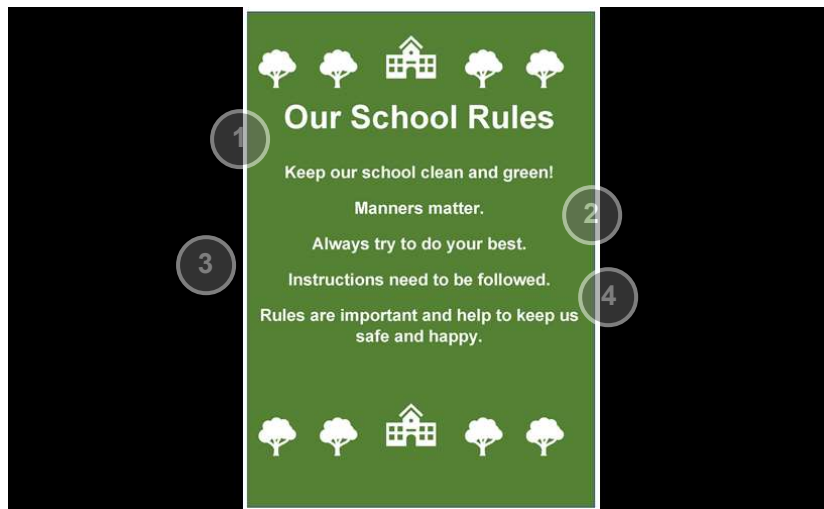 Our School Rules
1
Keep our school clean and green!
Manners matter.
2
Always try to do your best.
3
Instructions need to be followed.
4
Rules are important and help to keep us
safe and happy.